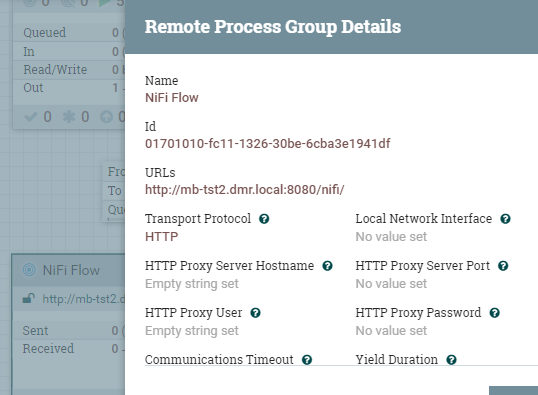 Remote Process Group Details
Queued 0 (
In 0 (
Read/Write 0
Out 1
0 0 0
Name
NiFi Flow
Id
01701010-fc11-1326-30be-6cba3e1941df
URLs
http://mb-tst2.dmr.local:8080/nifi/
Fro
To
Que
Transport Protocol Local Network Interface
HTTP No value set
HTTP Proxy Server Hostname HTTP Proxy Server Port
Empty string set No value set
HTTP Proxy User HTTP Proxy Password
Empty string set No value set
Communications Timeout Yield Duration
NiFi Flow
http://mb-tst2.d
Sent 0 (
Received 0